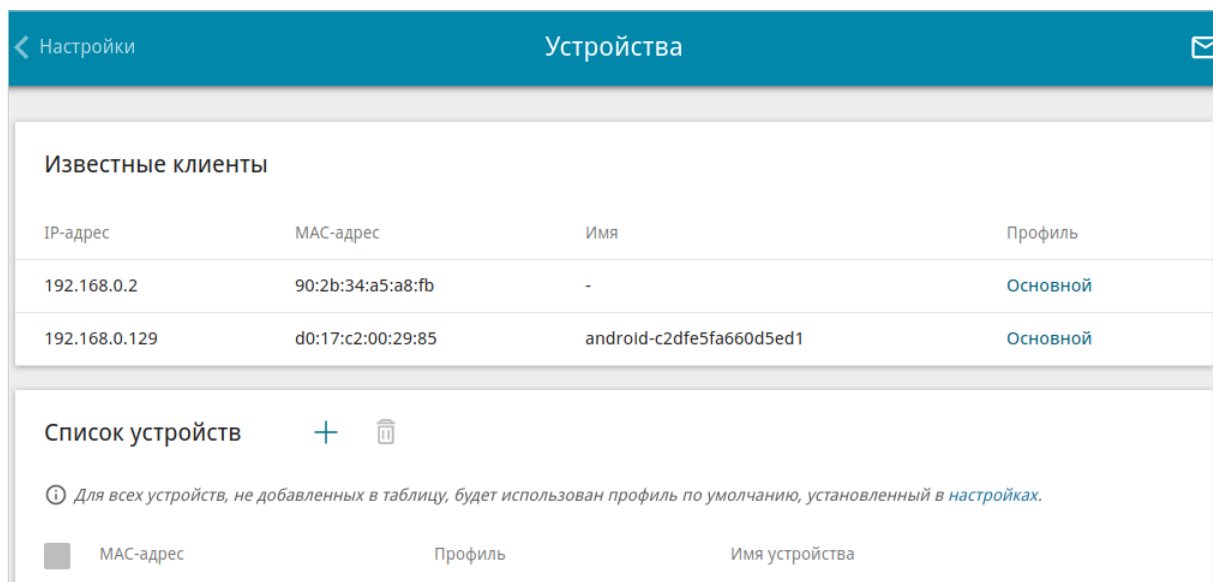 Настройки Устройства
Известные клиенты
IP-адрес MAC-адрес Имя Профиль
192.168.0.2 90:2b:34:a5:a8:fb - Основной
192.168.0.129 d0:17:c2:00:29:85 android-c2dfe5fa660d5ed1 Основной
Список устройств
Для всех устройств, не добавленных в таблицу, будет использован профиль по умолчанию, установленный в настройках.
MAC-адрес Профиль Имя устройства